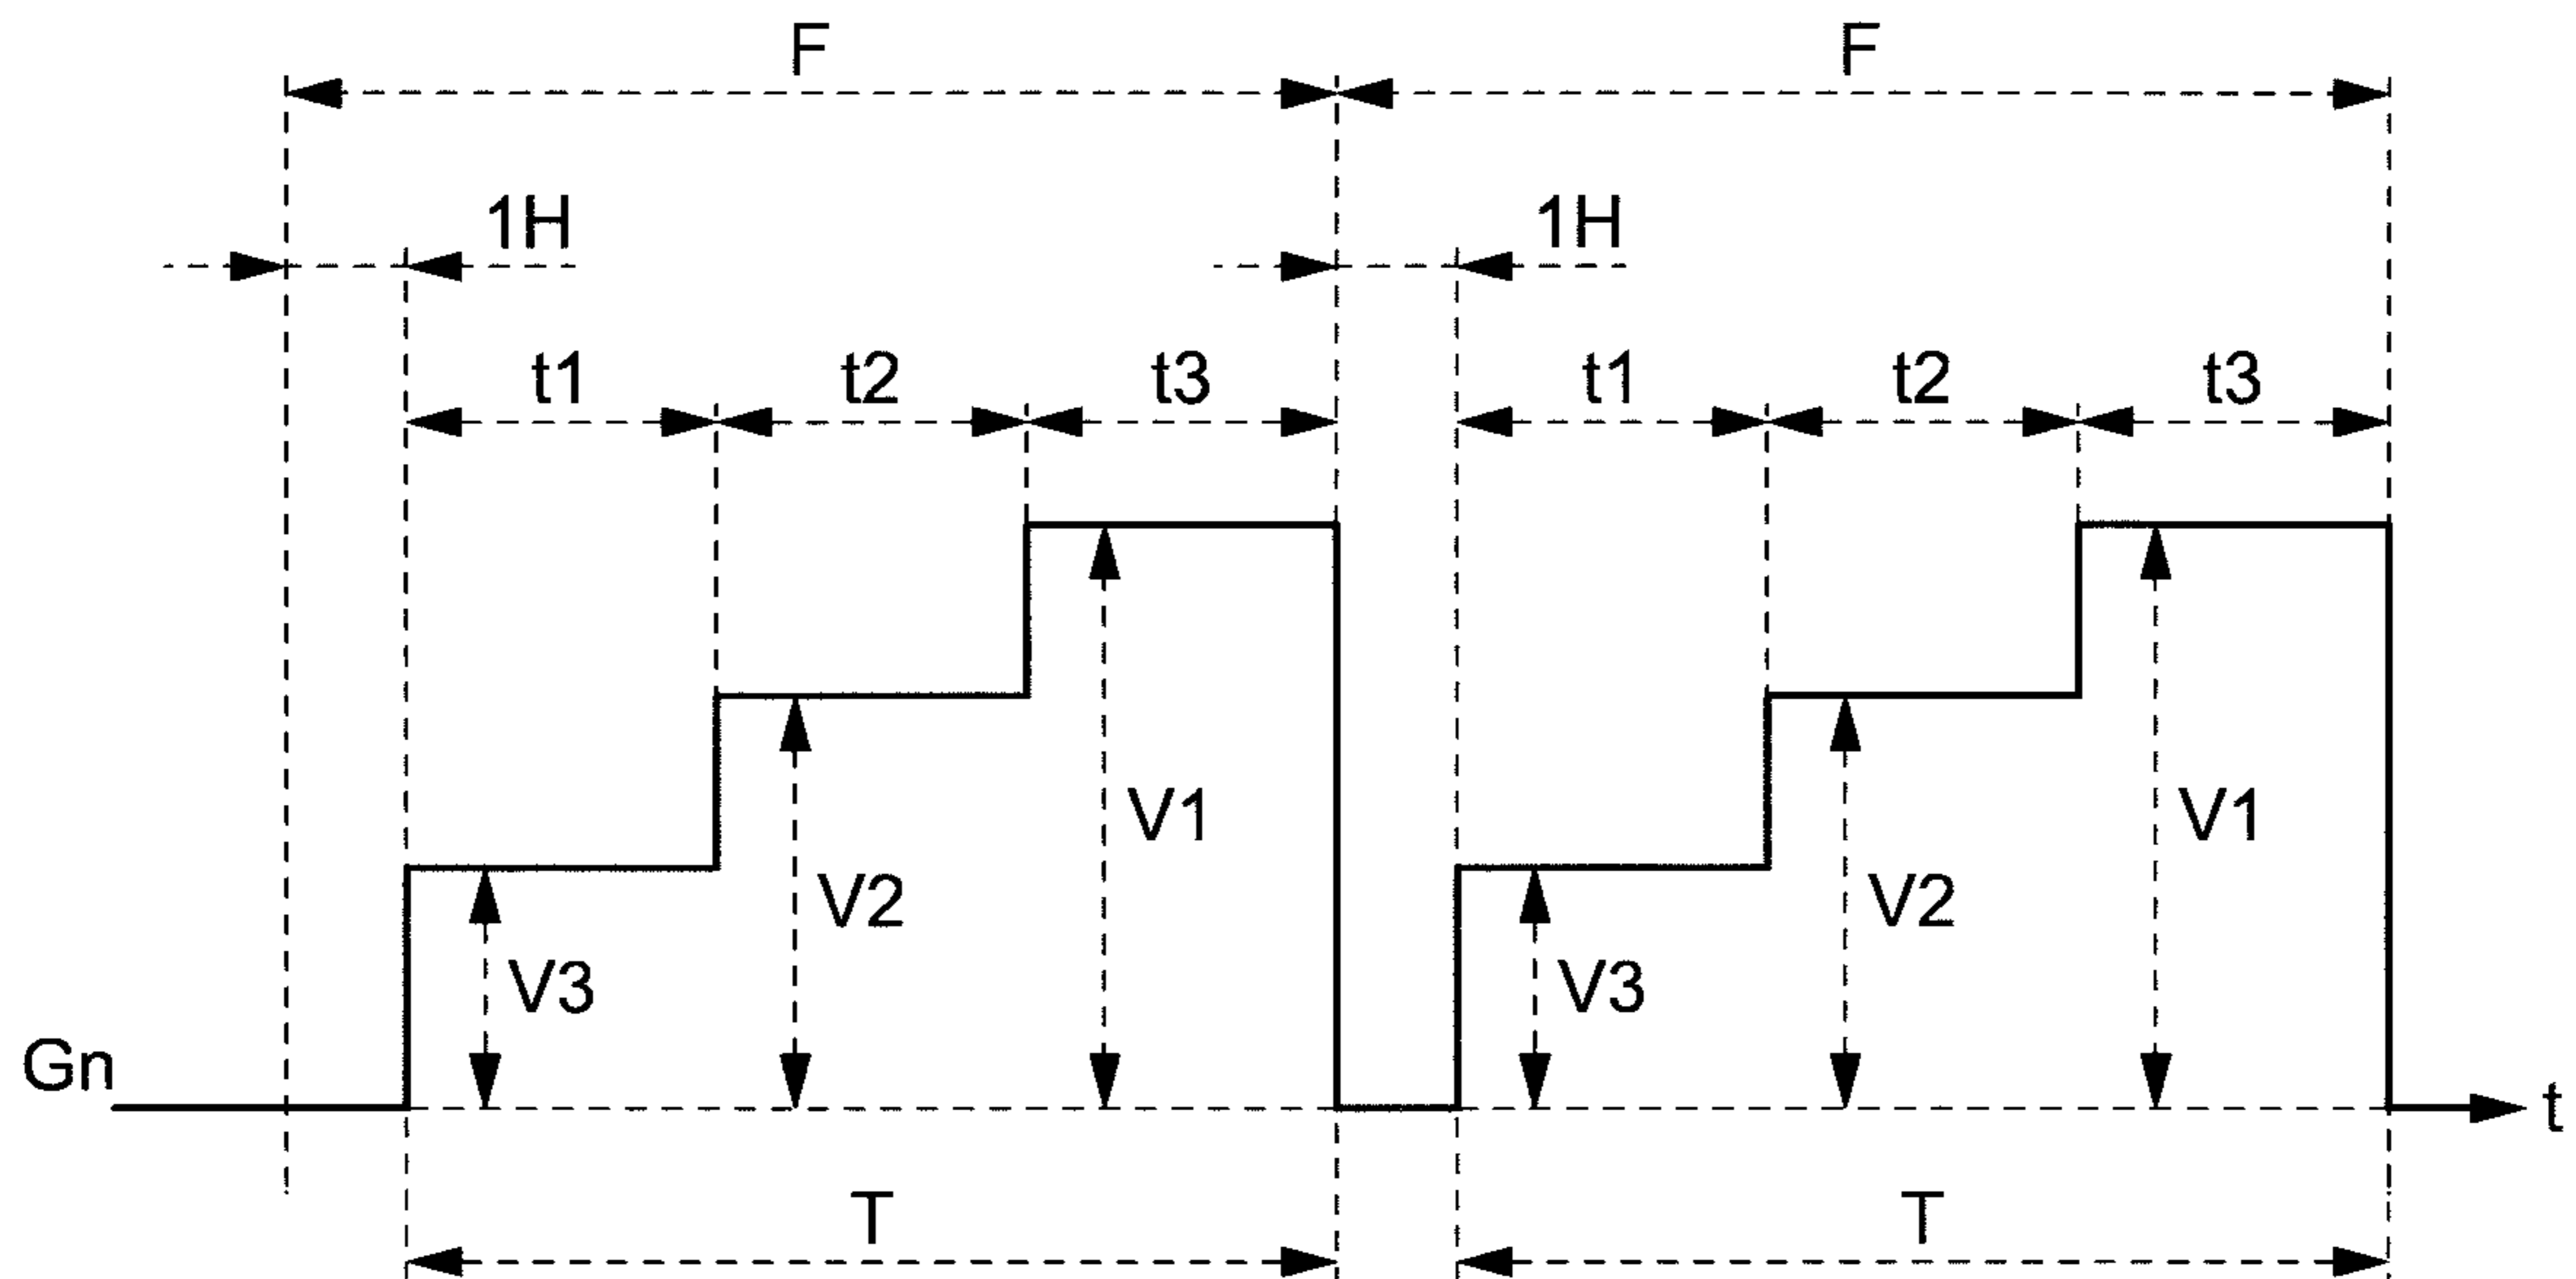 F F
1H 1H
t1 t2 t3 t1 t2 t3
V1 V1
V2 V2
V3 V3
Gn
t
T T